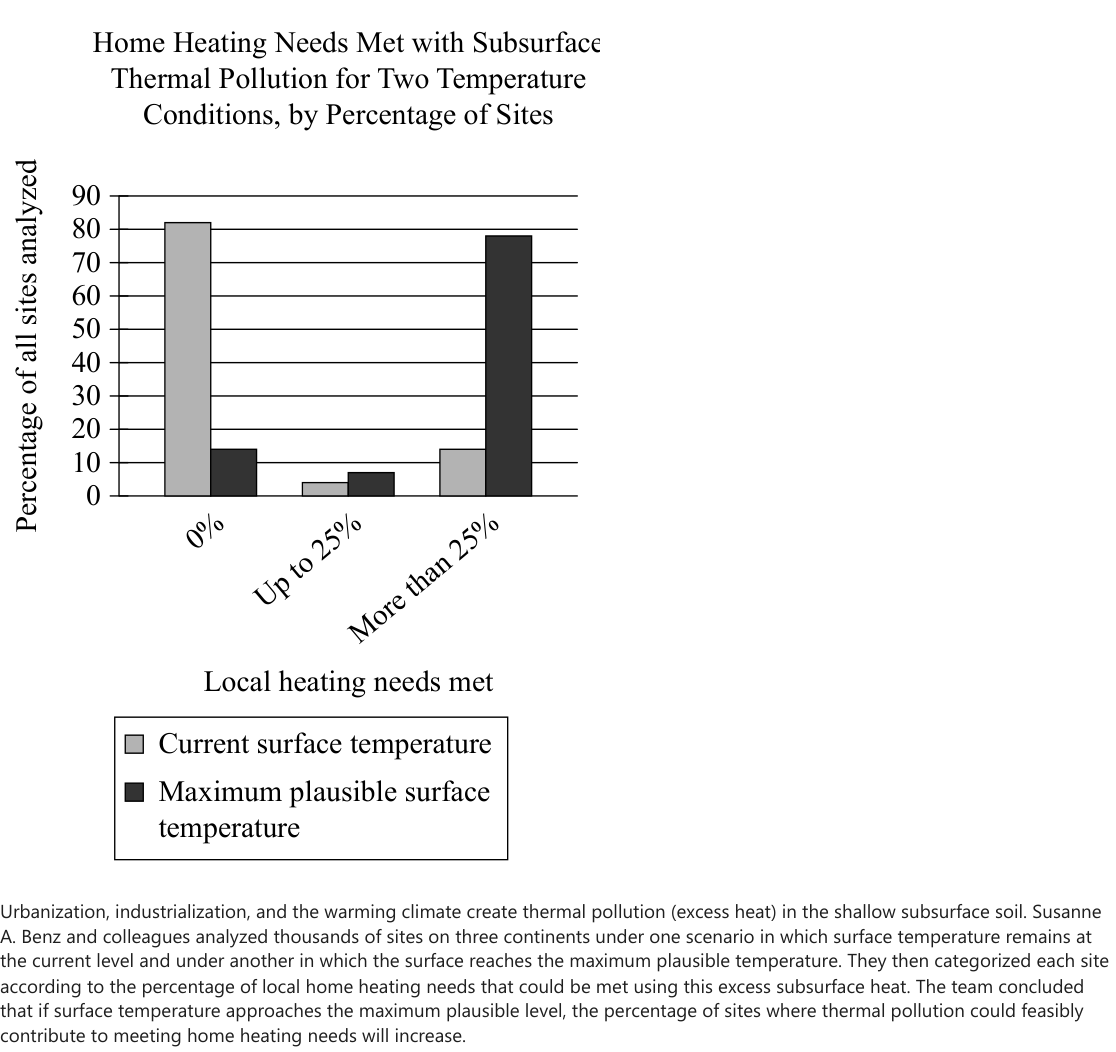 Home Heating Needs Met with Subsurface
Thermal Pollution for Two Temperature
Conditions, by Percentage of Sites
Percentage of all sites analyzed
90
80
70
60
50
40
30
20
10
0
0%
Up to 25%
More than 25%
Local heating needs met
Current surface temperature
Maximum plausible surface
temperature
Urbanization, industrialization, and the warming climate create thermal pollution (excess heat) in the shallow subsurface soil. Susanne
A. Benz and colleagues analyzed thousands of sites on three continents under one scenario in which surface temperature remains at
the current level and under another in which the surface reaches the maximum plausible temperature. They then categorized each site
according to the percentage of local home heating needs that could be met using this excess subsurface heat. The team concluded
that if surface temperature approaches the maximum plausible level, the percentage of sites where thermal pollution could feasibly
contribute to meeting home heating needs will increase.